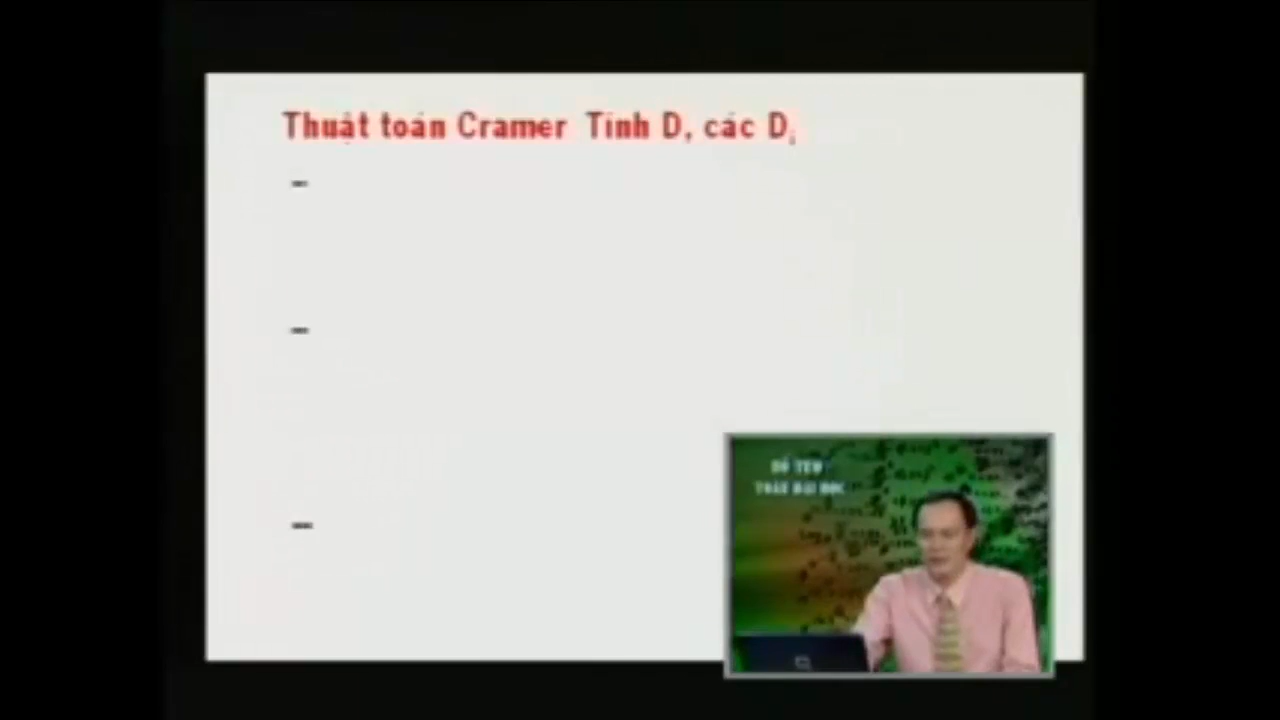 Thuật toán Cramer Tính D, các Dᵢ
–
–
–